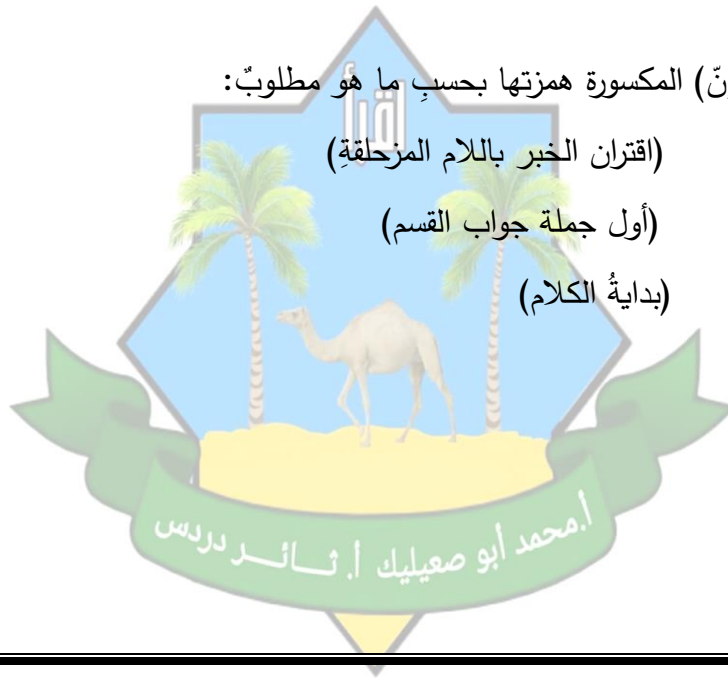 نّ) المكسورة همزتها بحسبِ ما هو مطلوبٌ:
اقرأ
(اقتران الخبر باللام المزحلقةِ)
(أول جملة جواب القسم)
(بدايةُ الكلام)
أ.محمد أبو صعيليك أ. ثائر دردس